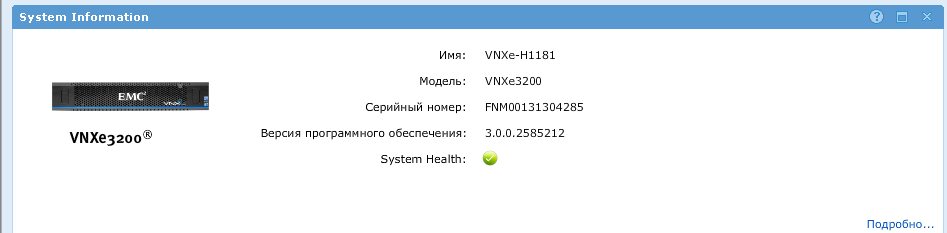 System Information
Имя: VNXe-H1181
Модель: VNXe3200
Серийный номер: FNM00131304285
Версия программного обеспечения: 3.0.0.2585212
System Health:
EMC²
VNXe
VNXe3200®
Подробно...